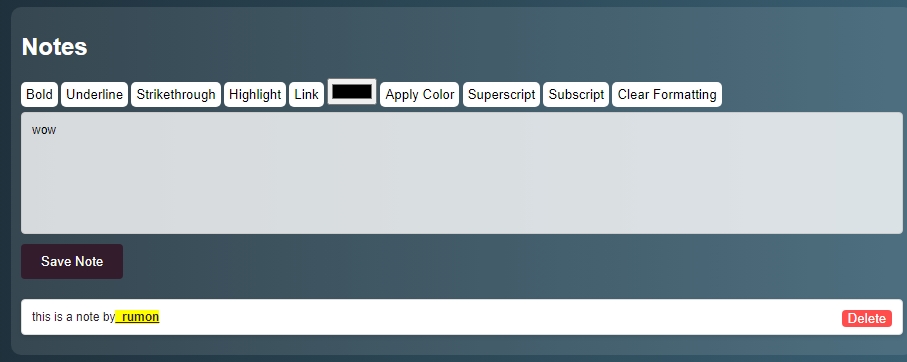 Notes
Bold Underline Strikethrough Highlight Link Apply Color Superscript Subscript Clear Formatting
wow
Save Note
this is a note by rumon Delete